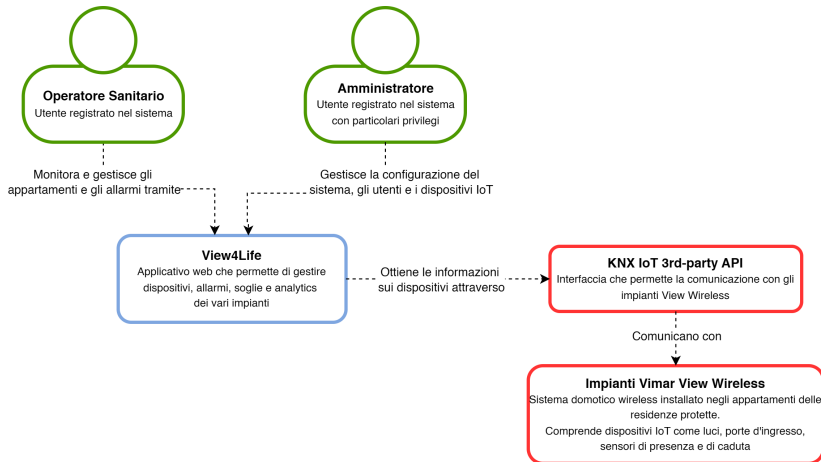 Operatore Sanitario
Utente registrato nel sistema
Amministratore
Utente registrato nel sistema
con particolari privilegi
Monitora e gestisce gli
appartamenti e gli allarmi tramite
Gestisce la configurazione del
sistema, gli utenti e i dispositivi IoT
View4Life
Applicativo web che permette di gestire
dispositivi, allarmi, soglie e analytics
dei vari impianti
Ottiene le informazioni
sui dispositivi attraverso
KNX IoT 3rd-party API
Interfaccia che permette la comunicazione con gli
impianti View Wireless
Comunicano con
Impianti Vimar View Wireless
Sistema domotico wireless installato negli appartamenti delle
residenze protette.
Comprende dispositivi IoT come luci, porte d'ingresso,
sensori di presenza e di caduta